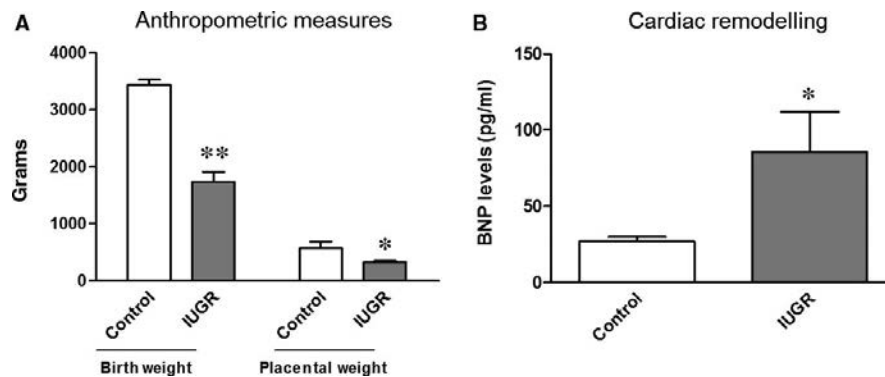 A
Anthropometric measures
Grams
4000
3000
2000
1000
0
**
*
Control
IUGR
Control
IUGR
Birth weight
Placental weight
B
Cardiac remodelling
BNP levels (pg/ml)
150
100
50
0
*
Control
IUGR